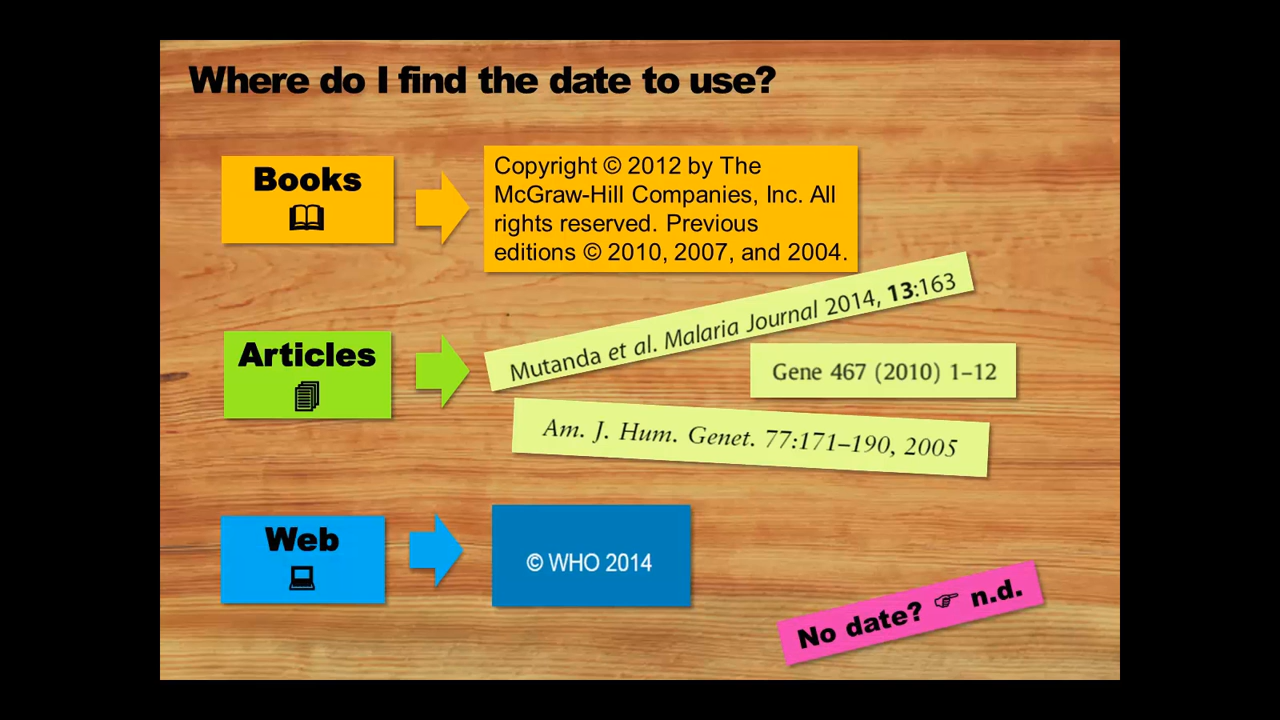 Where do I find the date to use?
Books
Copyright © 2012 by The
McGraw-Hill Companies, Inc. All
rights reserved. Previous
editions © 2010, 2007, and 2004.
Articles
Mutanda et al. Malaria Journal 2014, 13:163
Gene 467 (2010) 1–12
Am. J. Hum. Genet. 77:171–190, 2005
Web
© WHO 2014
No date? ☞ n.d.